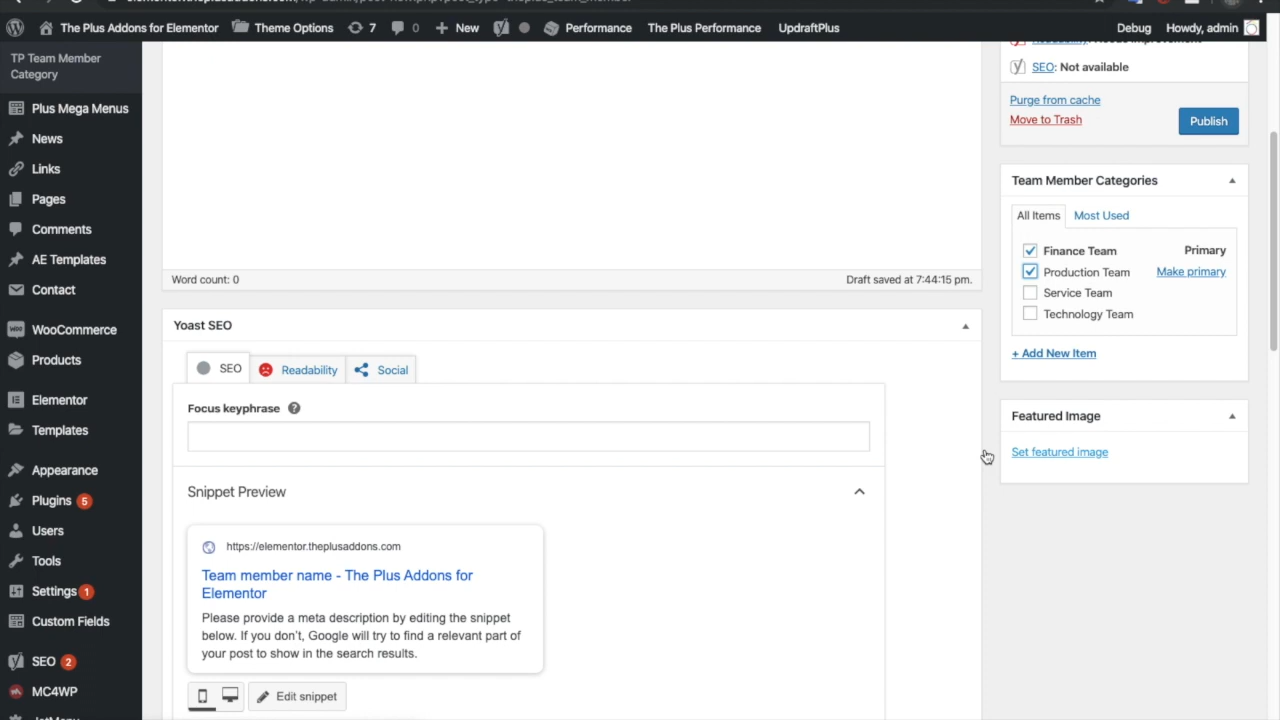 The Plus Addons for Elementor
Theme Options
7
0
New
Performance
The Plus Performance
UpdraftPlus
Debug
Howdy, admin
TP Team Member
Category
Plus Mega Menus
News
Links
Pages
Comments
AE Templates
Contact
WooCommerce
Products
Elementor
Templates
Appearance
Plugins 5
Users
Tools
Settings 1
Custom Fields
SEO 2
MC4WP
Word count: 0
Draft saved at 7:44:15 pm.
Yoast SEO
SEO
Readability
Social
Focus keyphrase
Snippet Preview
https://elementor.theplusaddons.com
Team member name - The Plus Addons for
Elementor
Please provide a meta description by editing the snippet
below. If you don't, Google will try to find a relevant part of
your post to show in the search results.
Edit snippet
SEO: Not available
Purge from cache
Move to Trash
Publish
Team Member Categories
All Items
Most Used
Finance Team
Primary
Production Team
Make primary
Service Team
Technology Team
+ Add New Item
Featured Image
Set featured image